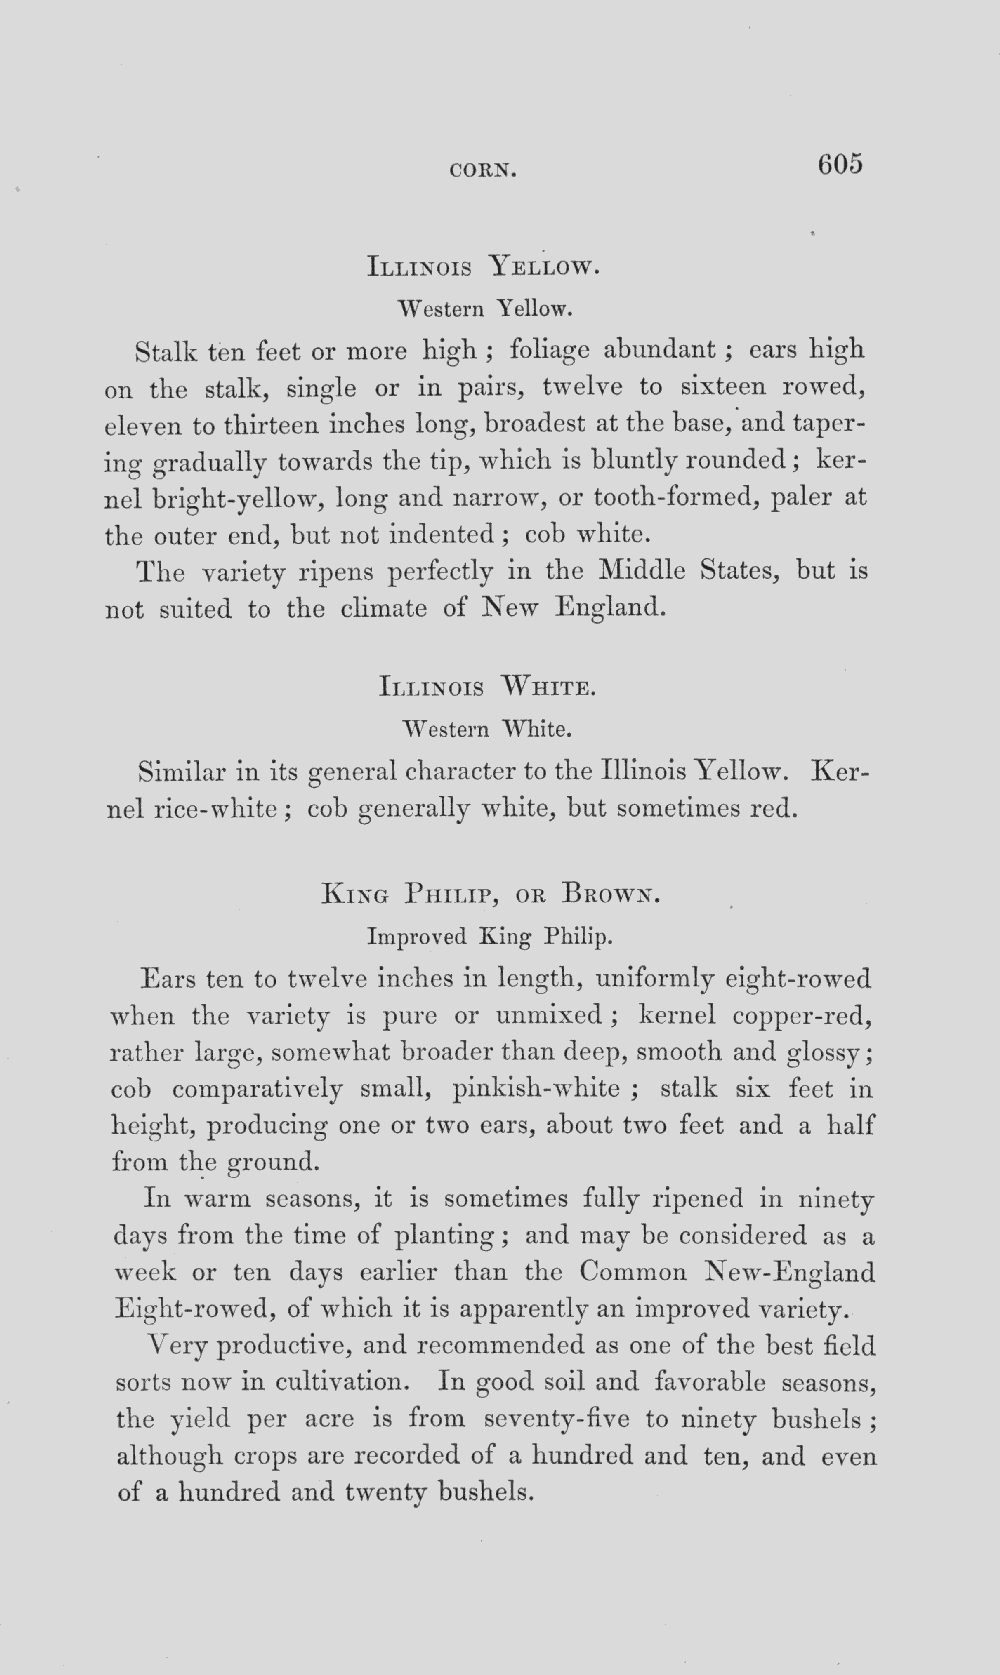 CORN. 605
ILLINOIS YELLOW.
Western Yellow.
Stalk ten feet or more high ; foliage abundant ; ears high
on the stalk, single or in pairs, twelve to sixteen rowed,
eleven to thirteen inches long, broadest at the base, and taper-
ing gradually towards the tip, which is bluntly rounded ; ker-
nel bright-yellow, long and narrow, or tooth-formed, paler at
the outer end, but not indented ; cob white.
The variety ripens perfectly in the Middle States, but is
not suited to the climate of New England.
ILLINOIS WHITE.
Western White.
Similar in its general character to the Illinois Yellow. Ker-
nel rice-white ; cob generally white, but sometimes red.
KING PHILIP, OR BROWN.
Improved King Philip.
Ears ten to twelve inches in length, uniformly eight-rowed
when the variety is pure or unmixed ; kernel copper-red,
rather large, somewhat broader than deep, smooth and glossy ;
cob comparatively small, pinkish-white ; stalk six feet in
height, producing one or two ears, about two feet and a half
from the ground.
In warm seasons, it is sometimes fully ripened in ninety
days from the time of planting ; and may be considered as a
week or ten days earlier than the Common New-England
Eight-rowed, of which it is apparently an improved variety.
Very productive, and recommended as one of the best field
sorts now in cultivation. In good soil and favorable seasons,
the yield per acre is from seventy-five to ninety bushels ;
although crops are recorded of a hundred and ten, and even
of a hundred and twenty bushels.